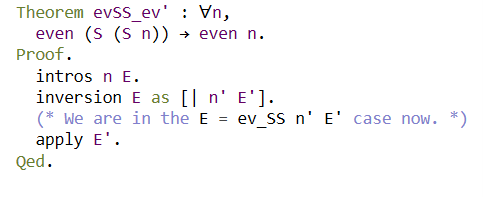 Theorem evSS_ev' : ∀n,
  even (S (S n)) → even n.
Proof.
  intros n E.
  inversion E as [| n' E'].
  (* We are in the E = ev_SS n' E' case now. *)
  apply E'.
Qed.